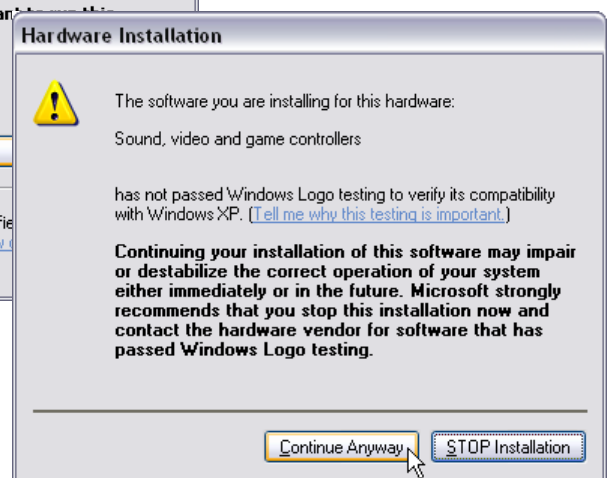 Hardware Installation
The software you are installing for this hardware:
Sound, video and game controllers
has not passed Windows Logo testing to verify its compatibility
with Windows XP. (Tell me why this testing is important.)
Continuing your installation of this software may impair
or destabilize the correct operation of your system
either immediately or in the future. Microsoft strongly
recommends that you stop this installation now and
contact the hardware vendor for software that has
passed Windows Logo testing.
Continue Anyway
STOP Installation